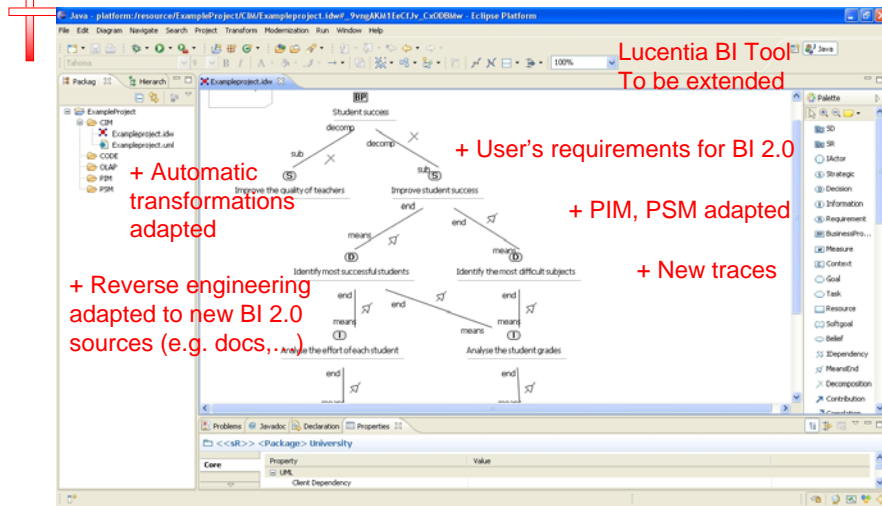 Java - platform:/resource/ExampleProject/CIM/Exampleproject.idw#_9vngAKM1EeCfJv_CxODBMw - Eclipse Platform
File Edit Diagram Navigate Search Project Transform Modernization Run Window Help
Tahoma 9 B I A 100% Java
Lucentia BI Tool
To be extended
Packag Hierarch
ExampleProject
CIM
Exampleproject.idw
Exampleproject.uml
CODE
OLAP
PIM
PSM
+ Automatic
transformations
adapted
+ Reverse engineering
adapted to new BI 2.0
sources (e.g. docs,…)
Exampleproject.idw
BP
Student success
decomp
decomp
sub
sub
S
S
Improve the quality of teachers
Improve student success
+ User's requirements for BI 2.0
+ PIM, PSM adapted
+ New traces
end
end
means
means
D
D
Identify most successful students
Identify the most difficult subjects
end
end
end
means
means
means
I
I
Analyse the effort of each student
Analyse the student grades
end
end
means
Palette
SD
SR
IActor
Strategic
Decision
Information
Requirement
BusinessPro...
Measure
Context
Goal
Task
Resource
Softgoal
Belief
IDependency
MeansEnd
Decomposition
Contribution
Correlation
Problems Javadoc Declaration Properties
<<sR>> <Package> University
Core
Property Value
UML
Client Dependency